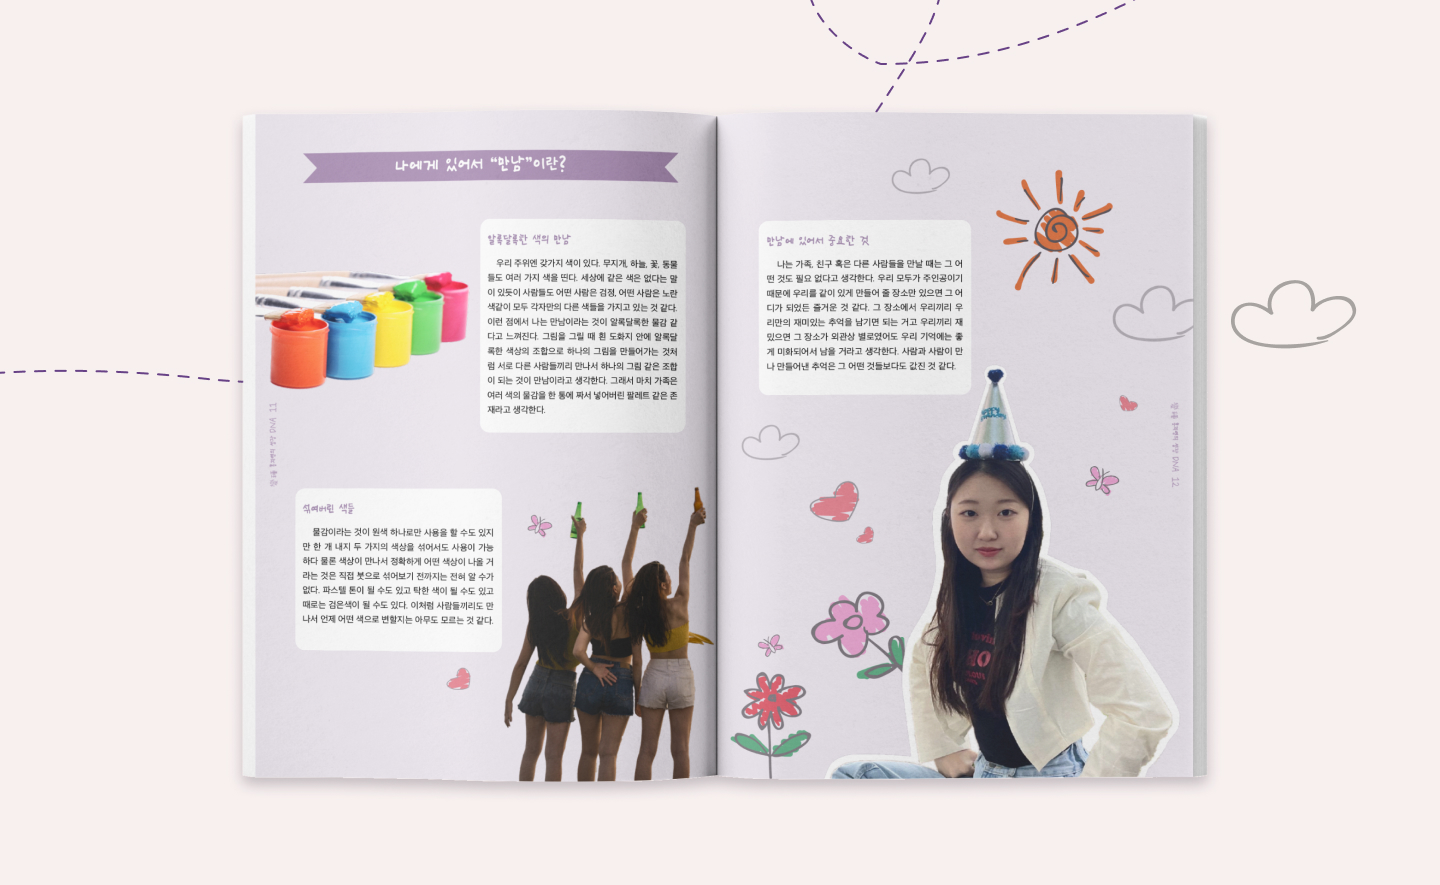 나에게 있어서 “만남”이란?
알록달록한 색의 만남
우리 주위엔 갖가지 색이 있다. 무지개, 하늘, 꽃, 동물
들도 여러 가지 색을 띤다. 세상에 같은 색은 없다는 말
이 있듯이 사람들도 어떤 사람은 검정, 어떤 사람은 노란
색같이 모두 각자만의 다른 색들을 가지고 있는 것 같다.
이런 점에서 나는 만남이라는 것이 알록달록한 물감 같
다고 느껴진다. 그림을 그릴 때 흰 도화지 안에 알록달
록한 색상의 조합으로 하나의 그림을 만들어가는 것처
럼 서로 다른 사람들끼리 만나서 하나의 그림 같은 조합
이 되는 것이 만남이라고 생각한다. 그래서 마치 가족은
여러 색의 물감을 한 통에 짜서 넣어버린 팔레트 같은 존
재라고 생각한다.
섞여버린 색들
물감이라는 것이 원색 하나로만 사용을 할 수도 있지
만 한 개 내지 두 가지의 색상을 섞어서도 사용이 가능
하다 물론 색상이 만나서 정확하게 어떤 색상이 나올 거
라는 것은 직접 붓으로 섞어보기 전까지는 전혀 알 수가
없다. 파스텔 톤이 될 수도 있고 탁한 색이 될 수도 있고
때로는 검은색이 될 수도 있다. 이처럼 사람들끼리도 만
나서 언제 어떤 색으로 변할지는 아무도 모르는 것 같다.
DNA 11
만남에 있어서 중요한 것
나는 가족, 친구 혹은 다른 사람들을 만날 때는 그 어
떤 것도 필요 없다고 생각한다. 우리 모두가 주인공이기
때문에 우리를 같이 있게 만들어 줄 장소만 있으면 그 어
디가 되었든 즐거운 것 같다. 그 장소에서 우리끼리 우
리만의 재미있는 추억을 남기면 되는 거고 우리끼리 재
밌으면 그 장소가 외관상 별로였어도 우리 기억에는 좋
게 미화되어서 남을 거라고 생각한다. 사람과 사람이 만
나 만들어낸 추억은 그 어떤 것들보다도 값진 것 같다.
DNA 12